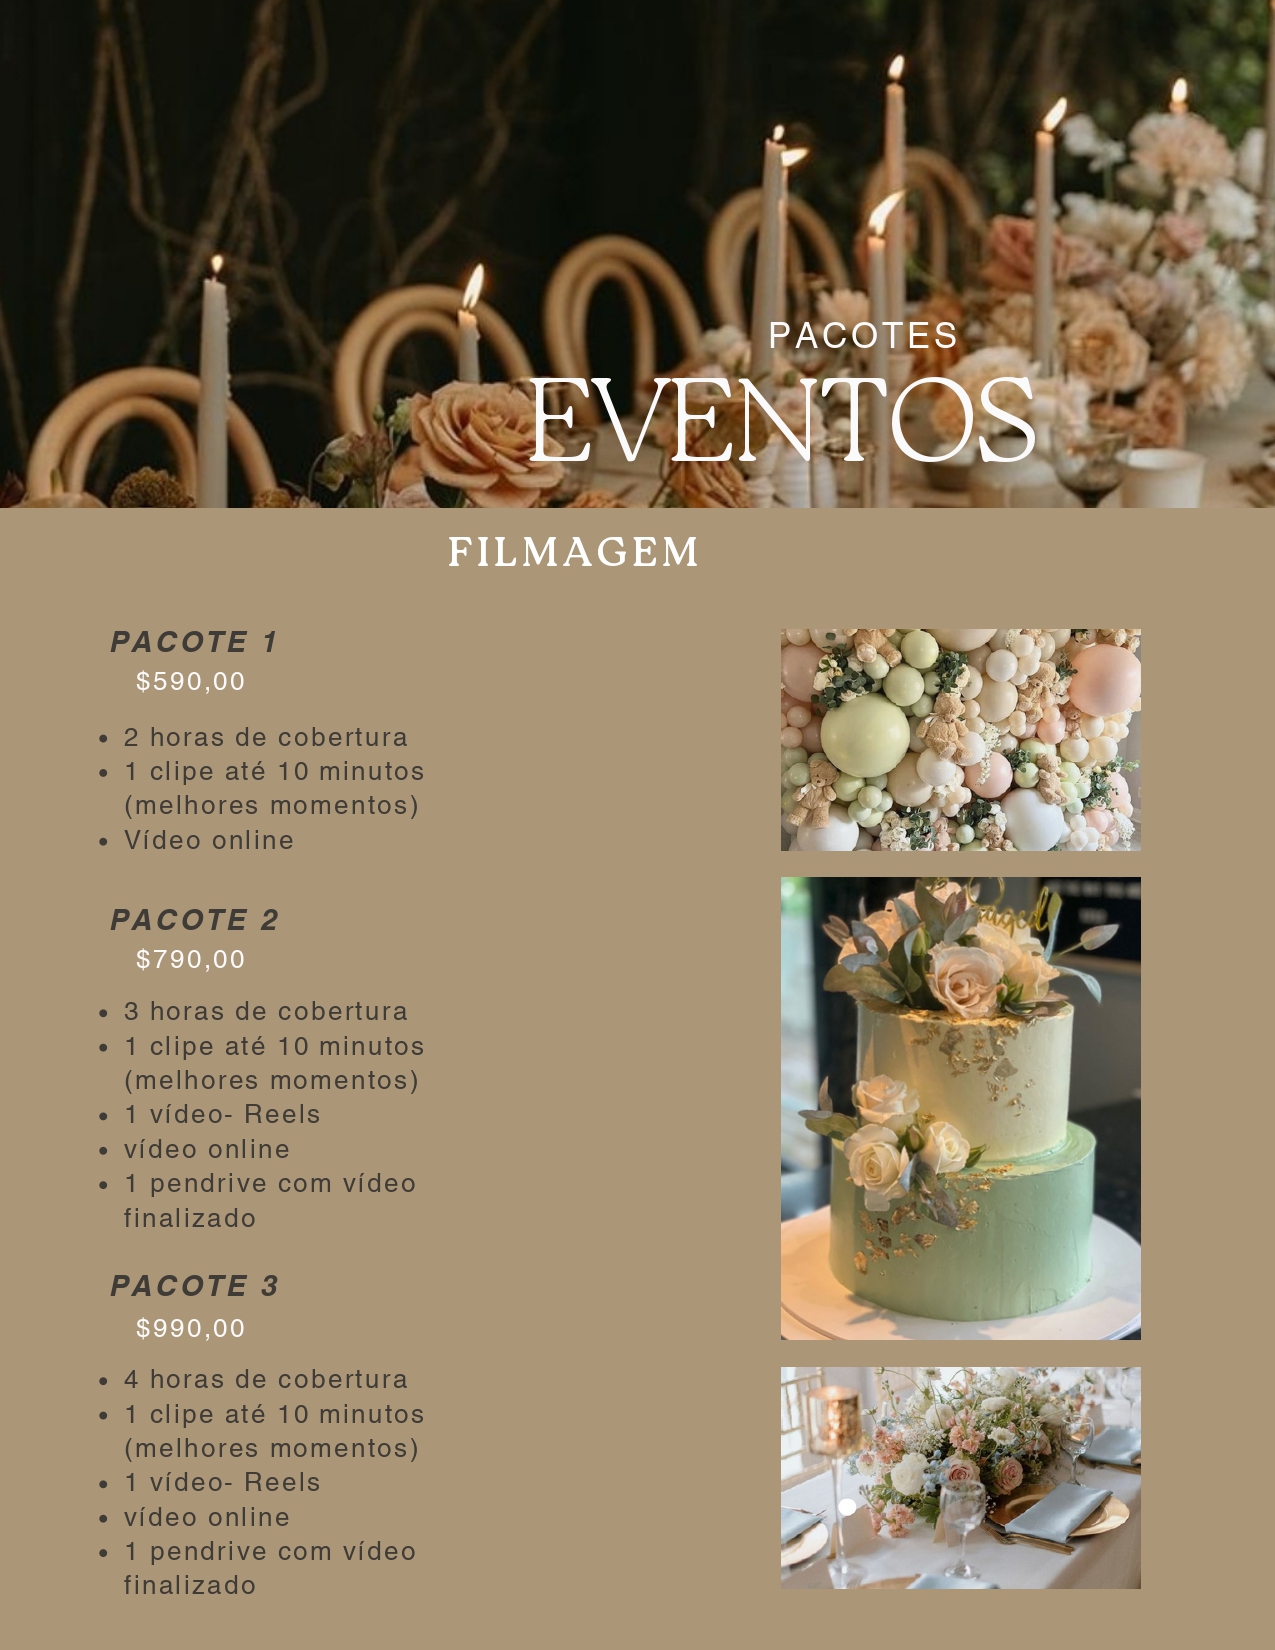 PACOTES
EVENTOS
FILMAGEM
PACOTE 1
$590,00
• 2 horas de cobertura
• 1 clipe até 10 minutos
(melhores momentos)
• Vídeo online
PACOTE 2
$790,00
• 3 horas de cobertura
• 1 clipe até 10 minutos
(melhores momentos)
• 1 vídeo- Reels
• vídeo online
• 1 pendrive com vídeo
finalizado
PACOTE 3
$990,00
• 4 horas de cobertura
• 1 clipe até 10 minutos
(melhores momentos)
• 1 vídeo- Reels
• vídeo online
• 1 pendrive com vídeo
finalizado